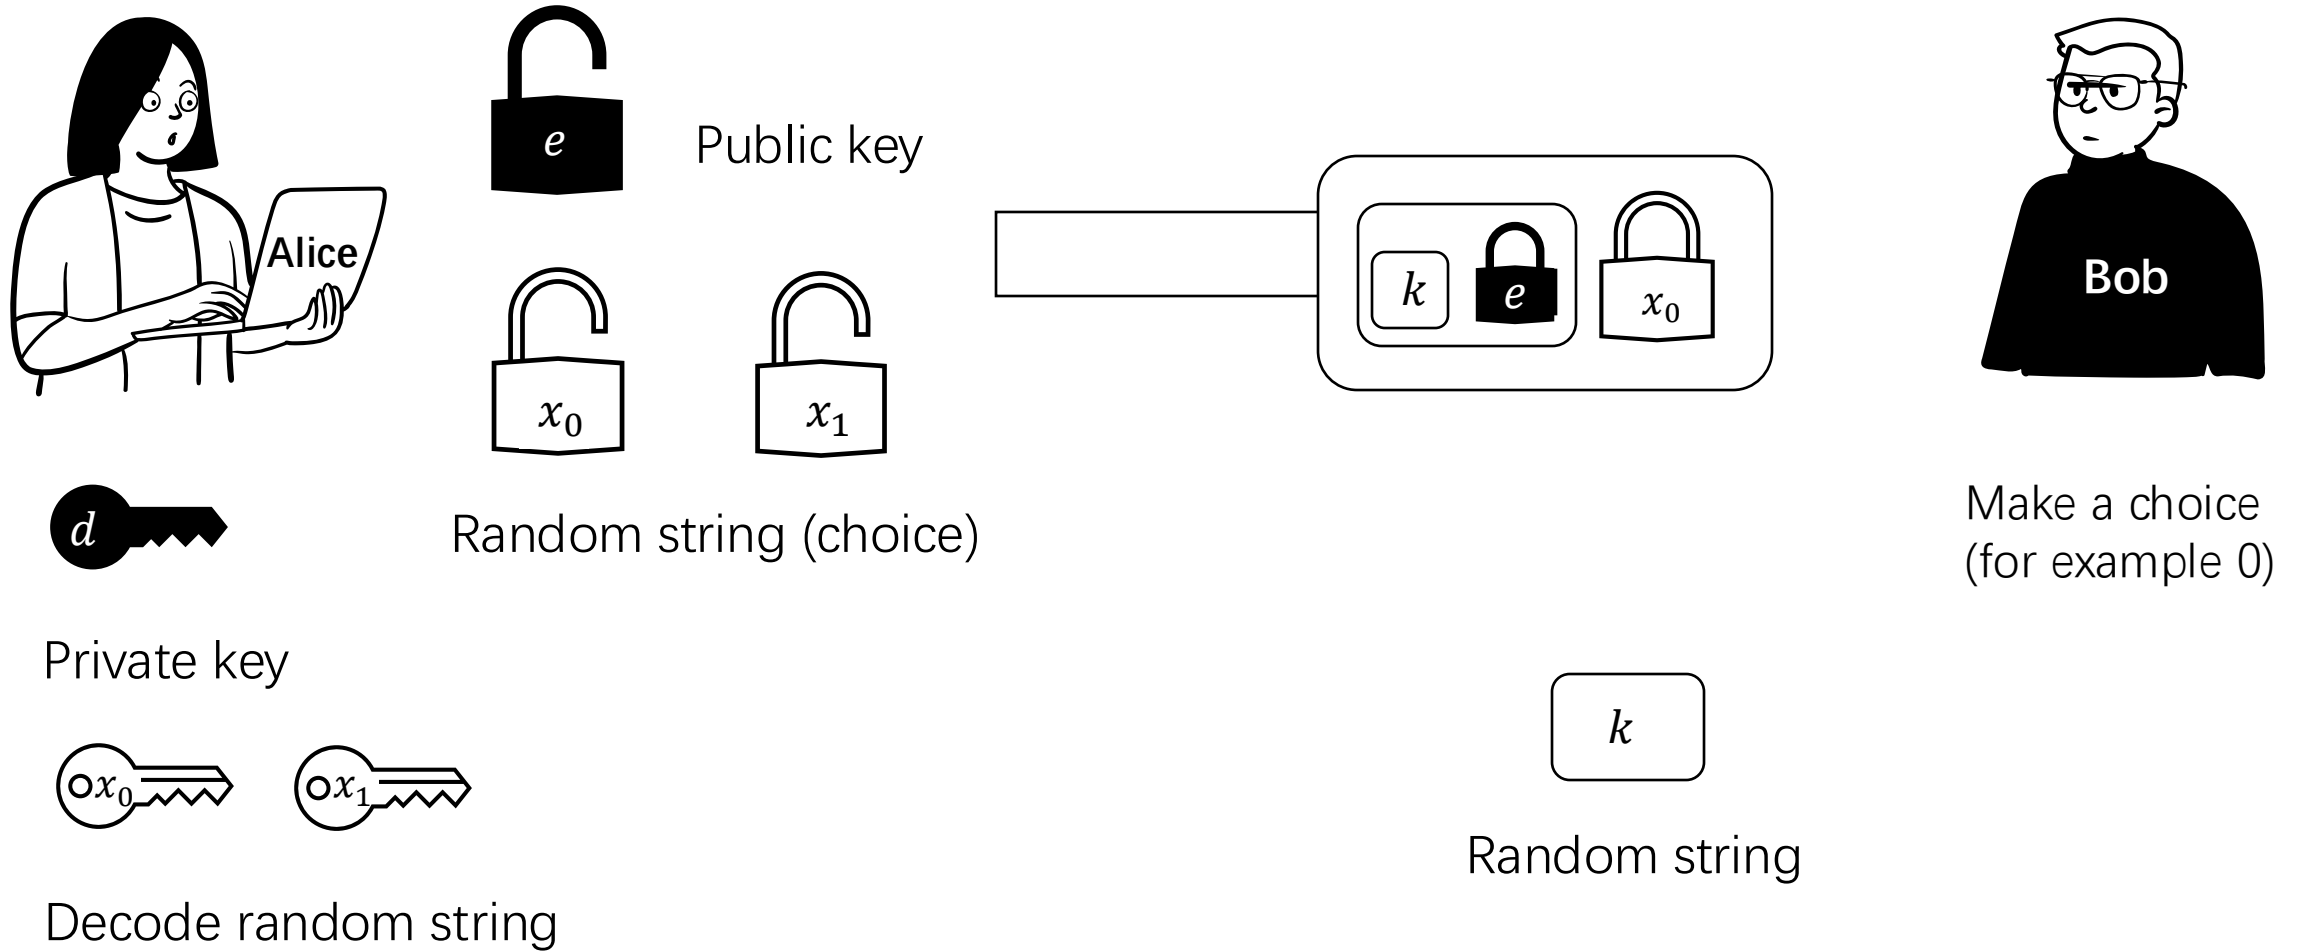 Alice
e
Public key
x₀
x₁
Random string (choice)
d
Private key
x₀
x₁
Decode random string
k
e
x₀
Bob
Make a choice
(for example 0)
k
Random string